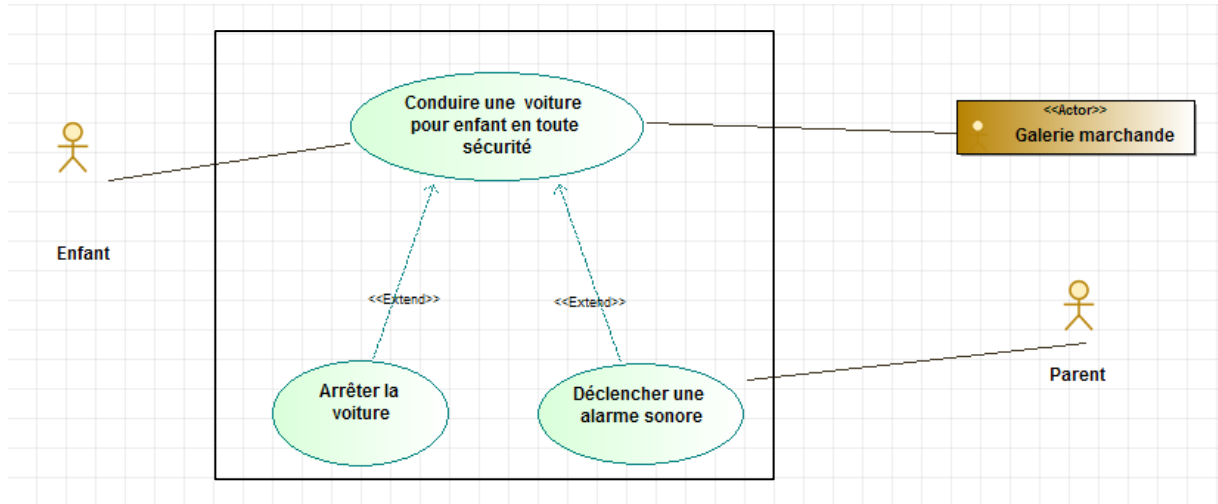 Conduire une voiture
pour enfant en toute
sécurité
<<Actor>>
Galerie marchande
Enfant
<<Extend>>
<<Extend>>
Arrêter la
voiture
Déclencher une
alarme sonore
Parent